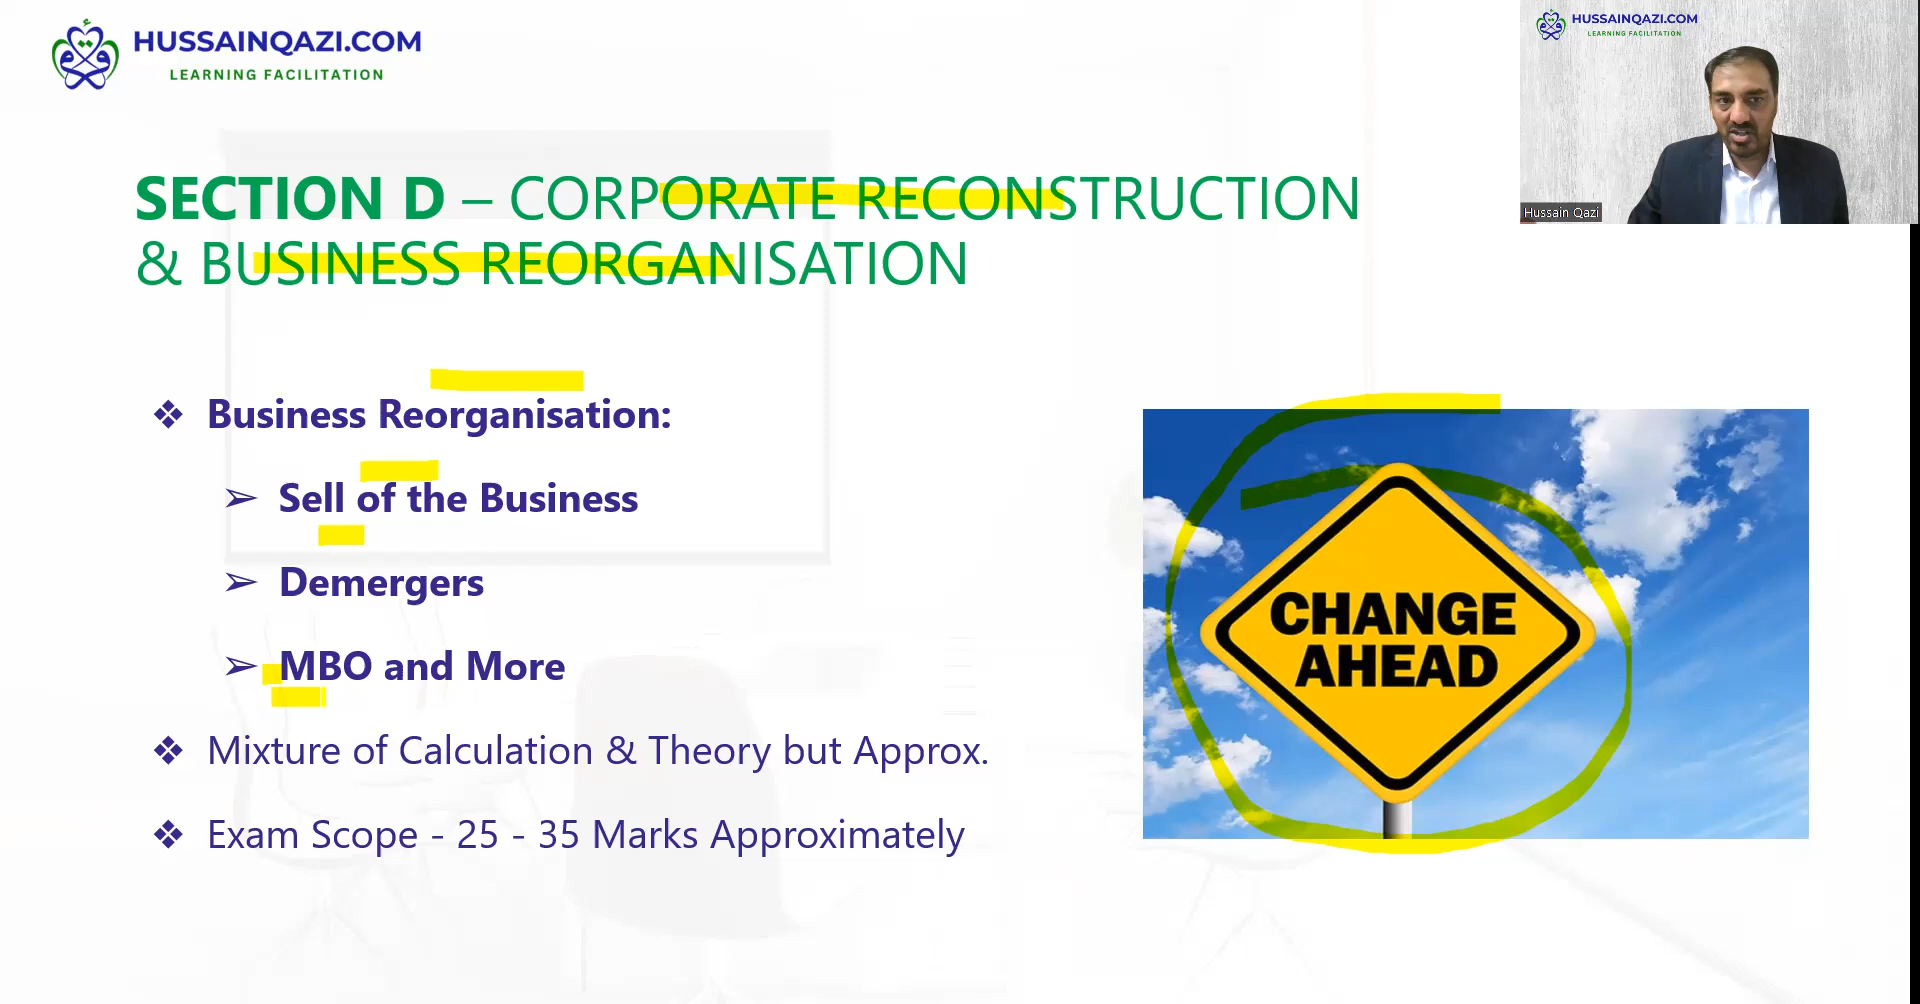 HUSSAINQAZI.COM
LEARNING FACILITATION
HUSSAINQAZI.COM
LEARNING FACILITATION
Hussain Qazi
SECTION D – CORPORATE RECONSTRUCTION
& BUSINESS REORGANISATION
❖ Business Reorganisation:
➢ Sell of the Business
➢ Demergers
➢ MBO and More
❖ Mixture of Calculation & Theory but Approx.
❖ Exam Scope - 25 - 35 Marks Approximately
CHANGE
AHEAD